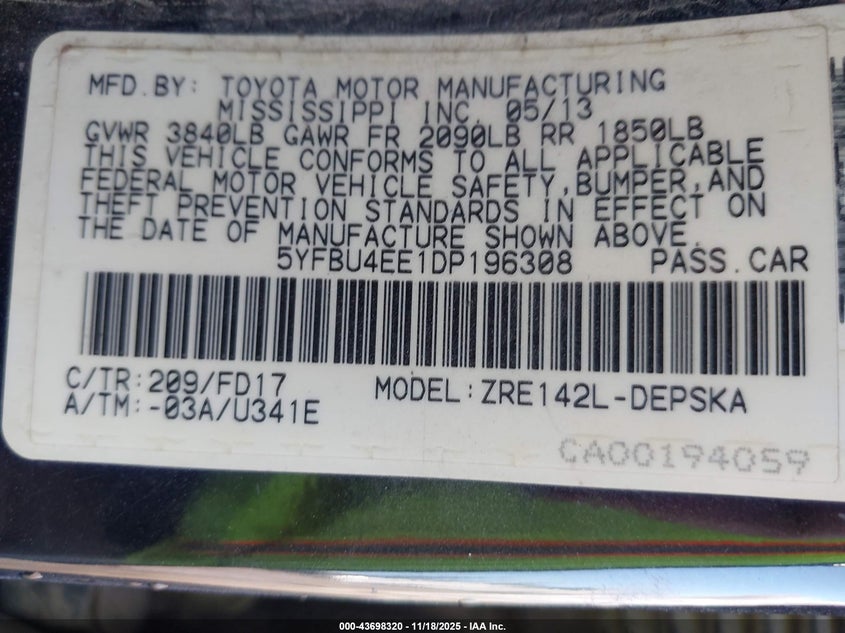 MFD.BY: TOYOTA MOTOR MANUFACTURING
MISSISSIPPI INC. 05/13
GVWR 3840LB GAWR FR 2090LB RR 1850LB
THIS VEHICLE CONFORMS TO ALL APPLICABLE
FEDERAL MOTOR VEHICLE SAFETY,BUMPER,AND
THEFT PREVENTION STANDARDS IN EFFECT ON
THE DATE OF MANUFACTURE SHOWN ABOVE.
5YFBU4EE1DP196308 PASS.CAR
C/TR:209/FD17 MODEL:ZRE142L-DEPSKA
A/TM:-03A/U341E
CA00194059
000-43698320 - 11/18/2025 - IAA Inc.